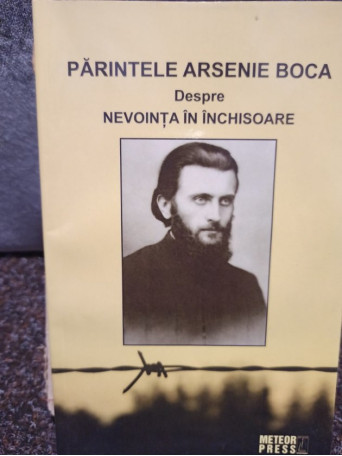 PĂRINTELE ARSENIE BOCA
Despre
NEVOINȚA ÎN ÎNCHISOARE
METEOR
PRESS